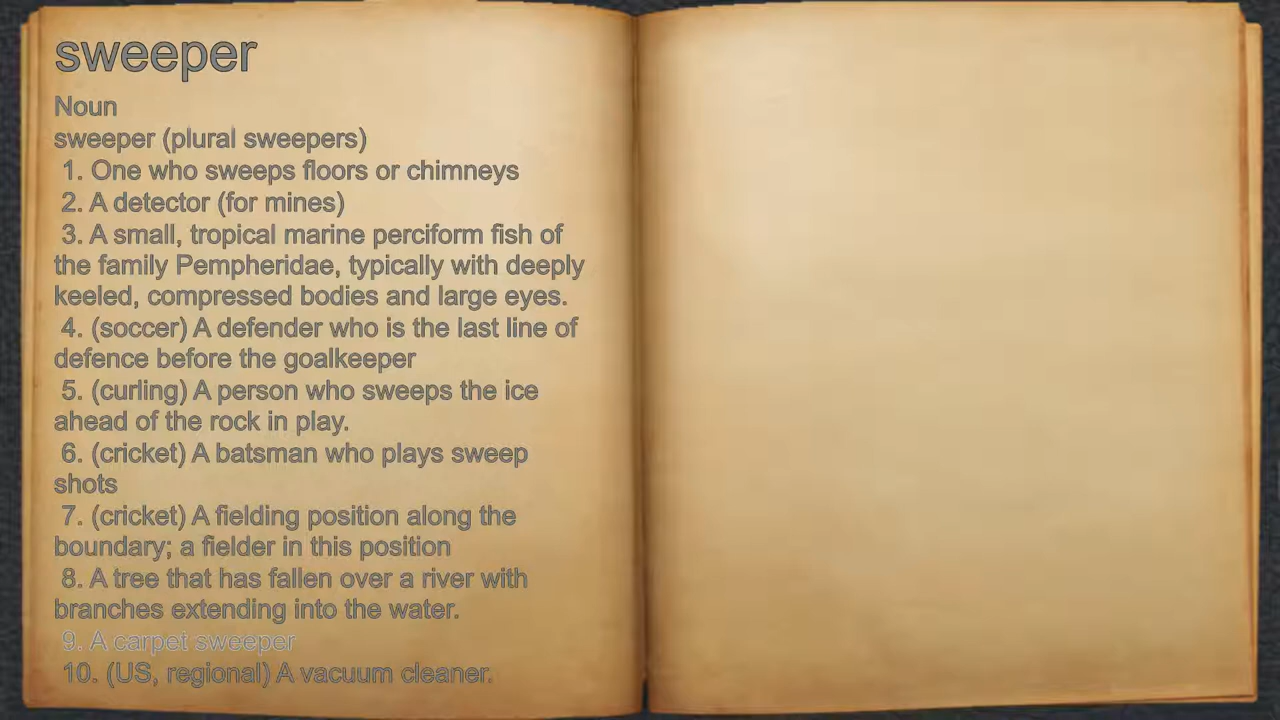 sweeper
Noun
sweeper (plural sweepers)
1. One who sweeps floors or chimneys
2. A detector (for mines)
3. A small, tropical marine perciform fish of
the family Pempheridae, typically with deeply
keeled, compressed bodies and large eyes.
4. (soccer) A defender who is the last line of
defence before the goalkeeper
5. (curling) A person who sweeps the ice
ahead of the rock in play.
6. (cricket) A batsman who plays sweep
shots
7. (cricket) A fielding position along the
boundary; a fielder in this position
8. A tree that has fallen over a river with
branches extending into the water.
9. A carpet sweeper
10. (US, regional) A vacuum cleaner.